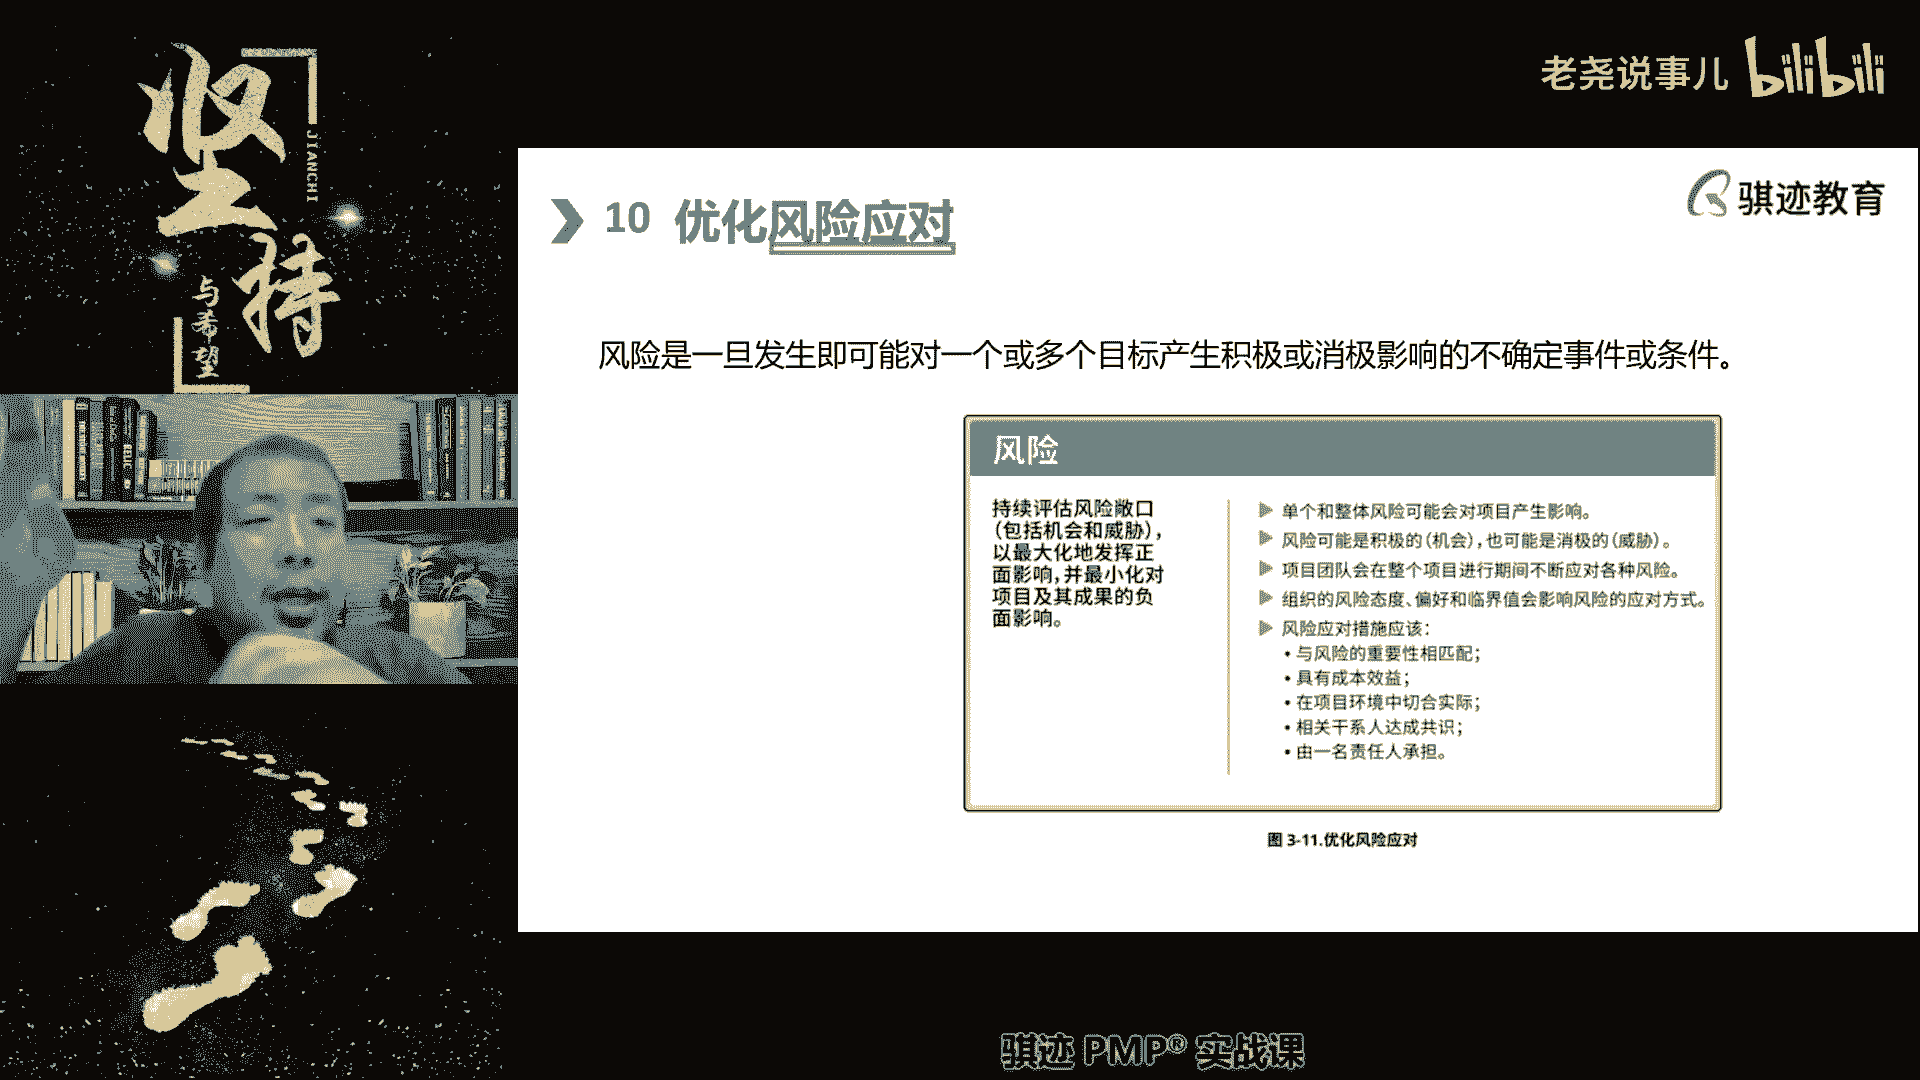 坚持
JIANCHI
与希望
老尧说事儿 bilibili
骐迹教育
10 优化风险应对
风险是一旦发生即可能对一个或多个目标产生积极或消极影响的不确定事件或条件。
风险
持续评估风险敞口
（包括机会和威胁），
以最大化地发挥正
面影响，并最小化对
项目及其成果的负
面影响。
单个和整体风险可能会对项目产生影响。
风险可能是积极的（机会），也可能是消极的（威胁）。
项目团队会在整个项目进行期间不断应对各种风险。
组织的风险态度、偏好和临界值会影响风险的应对方式。
风险应对措施应该：
• 与风险的重要性相匹配；
• 具有成本效益；
• 在项目环境中切合实际；
• 相关干系人达成共识；
• 由一名责任人承担。
图 3-11.优化风险应对
骐迹 PMP® 实战课